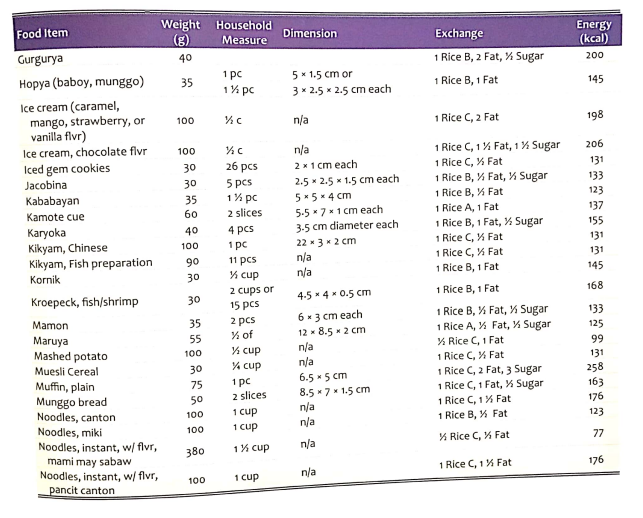 Food Item Weight (g) Household Measure Dimension Exchange Energy (kcal)
Gurgurya 40 1 Rice B, 2 Fat, ½ Sugar 200
Hopya (baboy, munggo) 35 1 pc 5 × 1.5 cm or 1 Rice B, 1 Fat 145
1 ½ pc 3 × 2.5 × 2.5 cm each
Ice cream (caramel,
mango, strawberry, or 100 ½ c n/a 1 Rice C, 2 Fat 198
vanilla flvr)
Ice cream, chocolate flvr 100 ½ c n/a 1 Rice C, 1 ½ Fat, 1 ½ Sugar 206
Iced gem cookies 30 26 pcs 2 × 1 cm each 1 Rice C, ½ Fat 131
Jacobina 30 5 pcs 2.5 × 2.5 × 1.5 cm each 1 Rice B, ½ Fat, ½ Sugar 133
Kababayan 35 1 ½ pc 5 × 5 × 4 cm 1 Rice B, ½ Fat 123
Kamote cue 60 2 slices 5.5 × 7 × 1 cm each 1 Rice A, 1 Fat 137
Karyoka 40 4 pcs 3.5 cm diameter each 1 Rice B, 1 Fat, ½ Sugar 155
Kikyam, Chinese 100 1 pc 22 × 3 × 2 cm 1 Rice C, ½ Fat 131
Kikyam, Fish preparation 90 11 pcs n/a 1 Rice C, ½ Fat 131
Kornik 30 ½ cup n/a 1 Rice B, 1 Fat 145
Kroepeck, fish/shrimp 30 2 cups or 4.5 × 4 × 0.5 cm 1 Rice B, 1 Fat 168
15 pcs
Mamon 35 2 pcs 6 × 3 cm each 1 Rice B, ½ Fat, ½ Sugar 133
Maruya 55 ½ of 12 × 8.5 × 2 cm 1 Rice A, ½ Fat, ½ Sugar 125
Mashed potato 100 ½ cup n/a ½ Rice C, 1 Fat 99
Muesli Cereal 30 ¼ cup n/a 1 Rice C, ½ Fat 131
Muffin, plain 75 1 pc 6.5 × 5 cm 1 Rice C, 2 Fat, 3 Sugar 258
Munggo bread 50 2 slices 8.5 × 7 × 1.5 cm 1 Rice C, 1 Fat, ½ Sugar 163
Noodles, canton 100 1 cup n/a 1 Rice C, 1 ½ Fat 176
Noodles, miki 100 1 cup n/a 1 Rice B, ½ Fat 123
Noodles, instant, w/ flvr, 380 1 ½ cup n/a ½ Rice C, ½ Fat 77
mami may sabaw
Noodles, instant, w/ flvr, 100 1 cup n/a 1 Rice C, 1 ½ Fat 176
pancit canton